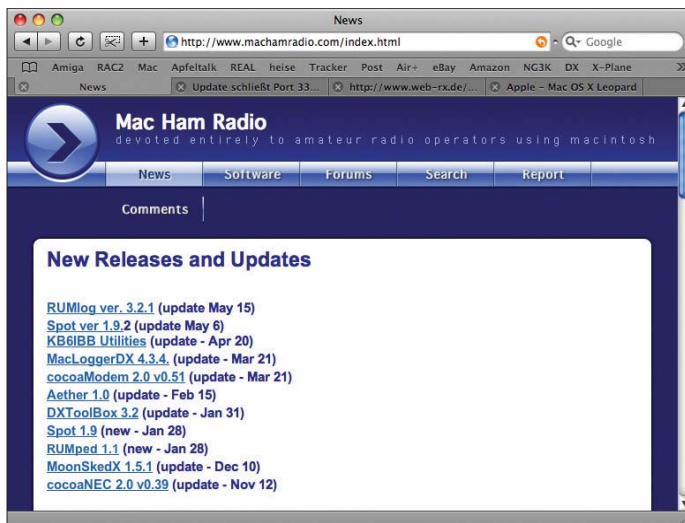 News
http://www.machamradio.com/index.html
Google
Amiga RAC2 Mac Apfeltalk REAL heise Tracker Post Air+ eBay Amazon NG3K DX X-Plane
News
Update schließt Port 33...
http://www.web-rx.de/...
Apple – Mac OS X Leopard
Mac Ham Radio
devoted entirely to amateur radio operators using macintosh
News Software Forums Search Report
Comments
New Releases and Updates
RUMlog ver. 3.2.1 (update May 15)
Spot ver 1.9.2 (update May 6)
KB6IBB Utilities (update - Apr 20)
MacLoggerDX 4.3.4. (update - Mar 21)
cocoaModem 2.0 v0.51 (update - Mar 21)
Aether 1.0 (update - Feb 15)
DXToolBox 3.2 (update - Jan 31)
Spot 1.9 (new - Jan 28)
RUMped 1.1 (new - Jan 28)
MoonSkedX 1.5.1 (update - Dec 10)
cocoaNEC 2.0 v0.39 (update - Nov 12)